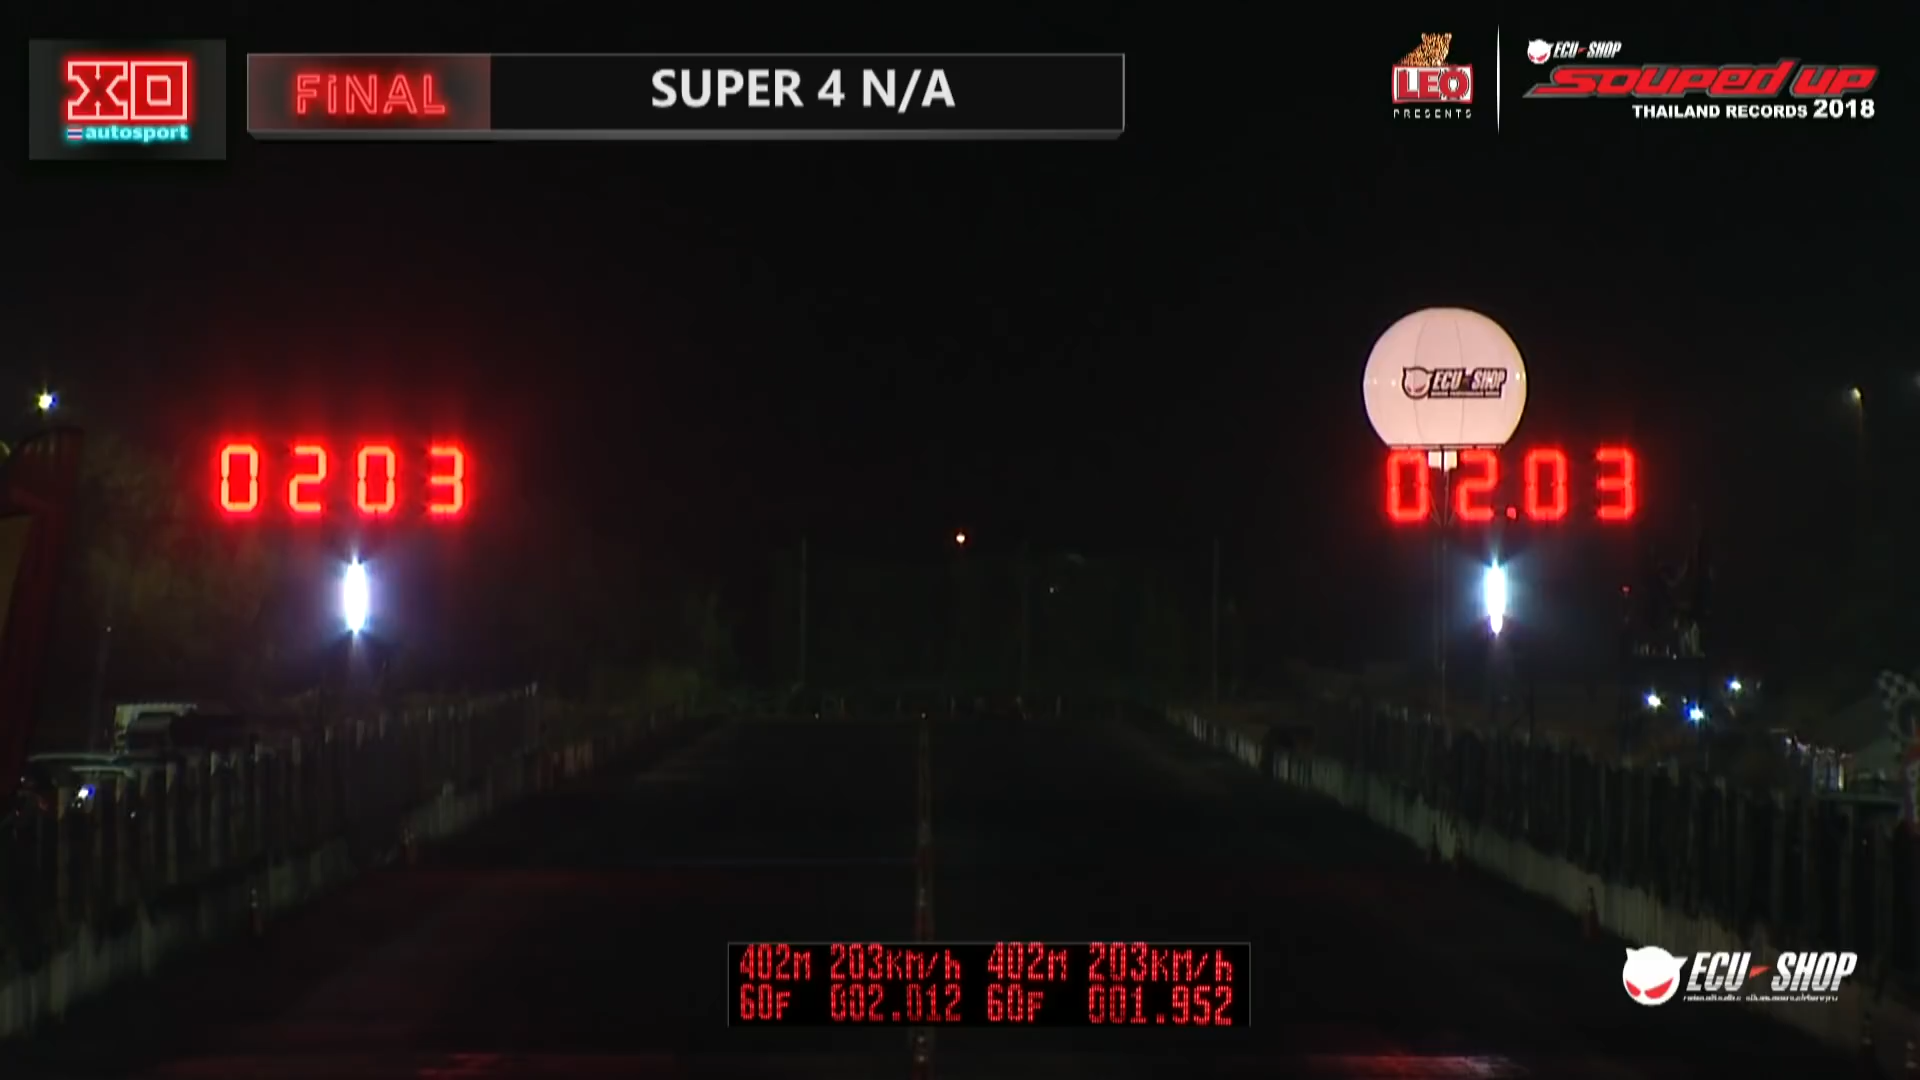 XO
autosport
FiNAL
SUPER 4 N/A
LEO
PRESENTS
ECU-SHOP
SOUPED UP
THAILAND RECORDS 2018
ECU-SHOP
0203
02.03
402M 203KM/h 402M 203KM/h
60F 002.012 60F 001.952
ECU-SHOP